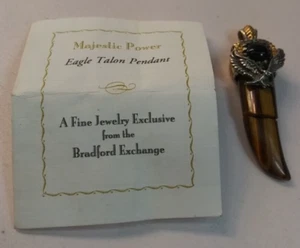 Majestic Power
Eagle Talon Pendant
A Fine Jewelry Exclusive
from the
Bradford Exchange